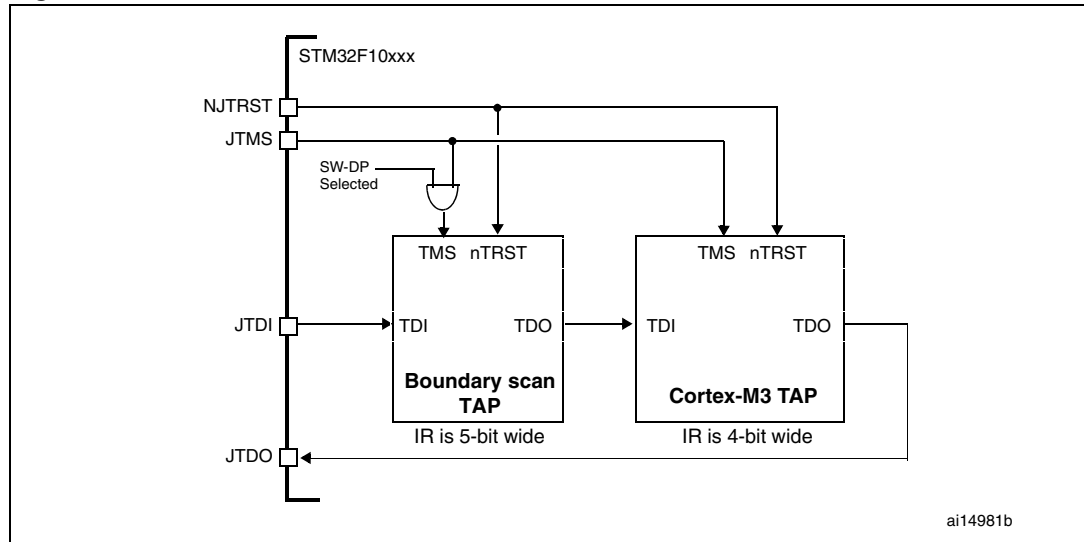 STM32F10xxx
NJTRST
JTMS
SW-DP
Selected
TMS nTRST
TMS nTRST
JTDI
TDI
TDO
TDI
TDO
Boundary scan
TAP
Cortex-M3 TAP
IR is 5-bit wide
IR is 4-bit wide
JTDO
ai14981b